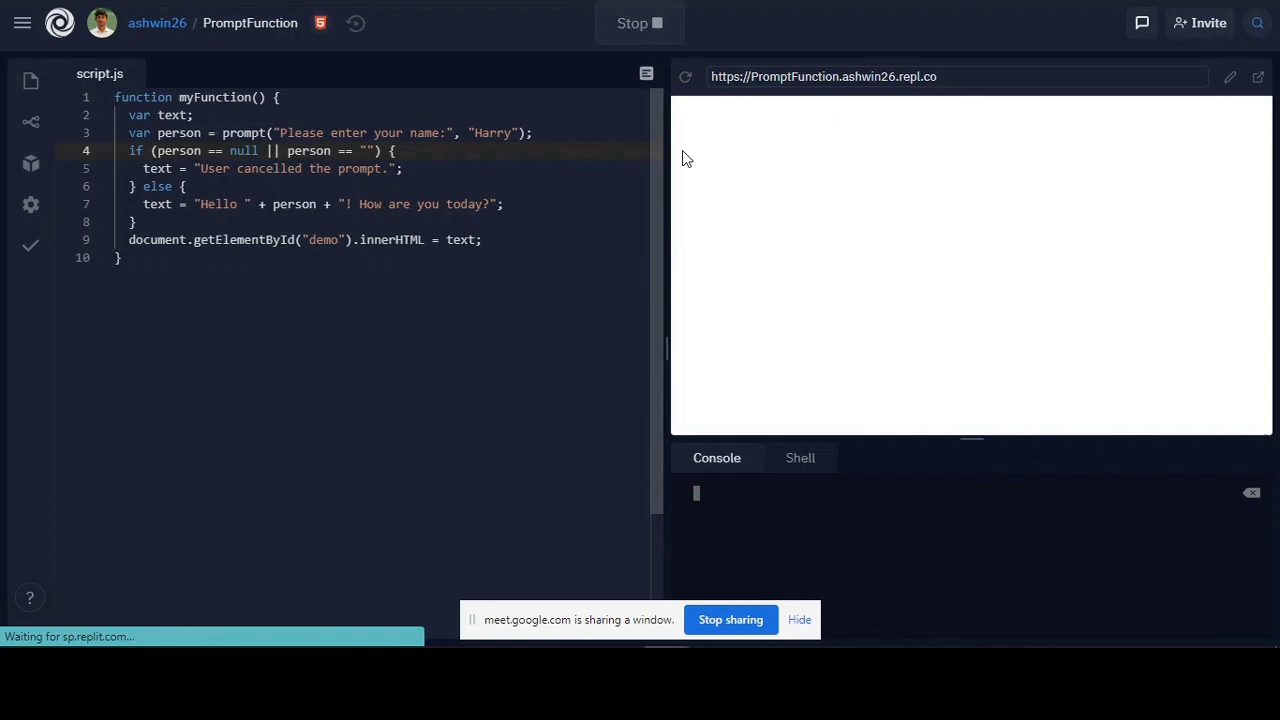 ashwin26 / PromptFunction
Stop
Invite
script.js
https://PromptFunction.ashwin26.repl.co
1 function myFunction() {
2 var text;
3 var person = prompt("Please enter your name:", "Harry");
4 if (person == null || person == "") {
5 text = "User cancelled the prompt.";
6 } else {
7 text = "Hello " + person + "! How are you today?";
8 }
9 document.getElementById("demo").innerHTML = text;
10 }
Console
Shell
?
meet.google.com is sharing a window.
Stop sharing
Hide
Waiting for sp.replit.com...